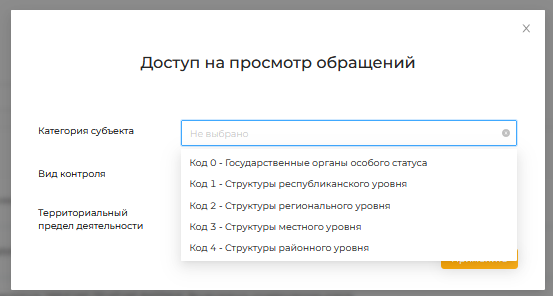 Доступ на просмотр обращений
Категория субъекта
Не выбрано
Код 0 - Государственные органы особого статуса
Код 1 - Структуры республиканского уровня
Вид контроля
Код 2 - Структуры регионального уровня
Территориальный
предел деятельности
Код 3 - Структуры местного уровня
Код 4 - Структуры районного уровня